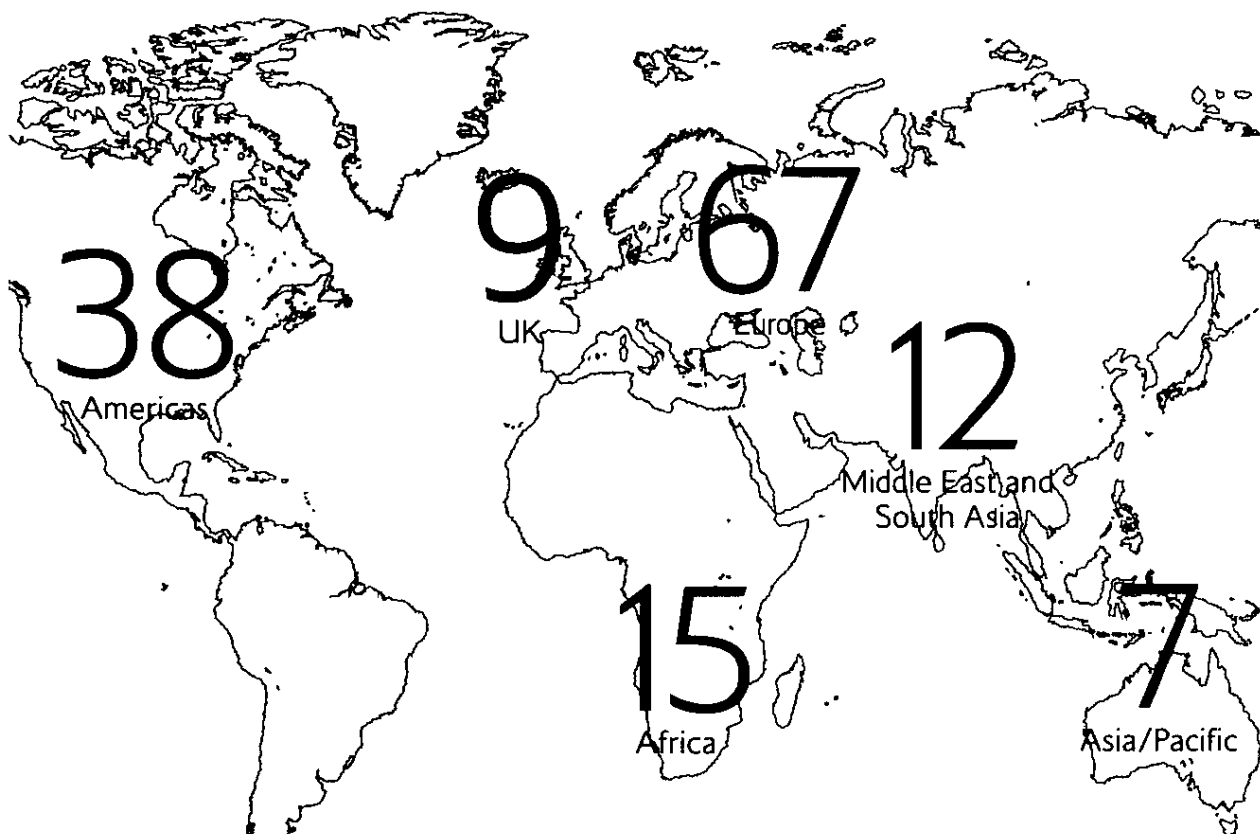 38
Americas
9
UK
67
Europe
12
Middle East and
South Asia
15
Africa
7
Asia/Pacific